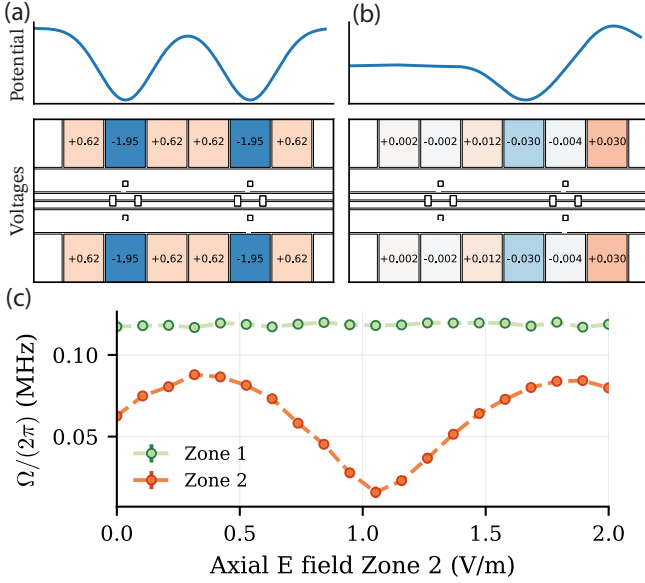 (a)
(b)
Potential
Voltages
+0.62 -1.95 +0.62 +0.62 -1.95 +0.62
+0.62 -1.95 +0.62 +0.62 -1.95 +0.62
+0.002 -0.002 +0.012 -0.030 -0.004 +0.030
+0.002 -0.002 +0.012 -0.030 -0.004 +0.030
(c)
Ω/(2π) (MHz)
0.10
0.05
Zone 1
Zone 2
0.0 0.5 1.0 1.5 2.0
Axial E field Zone 2 (V/m)